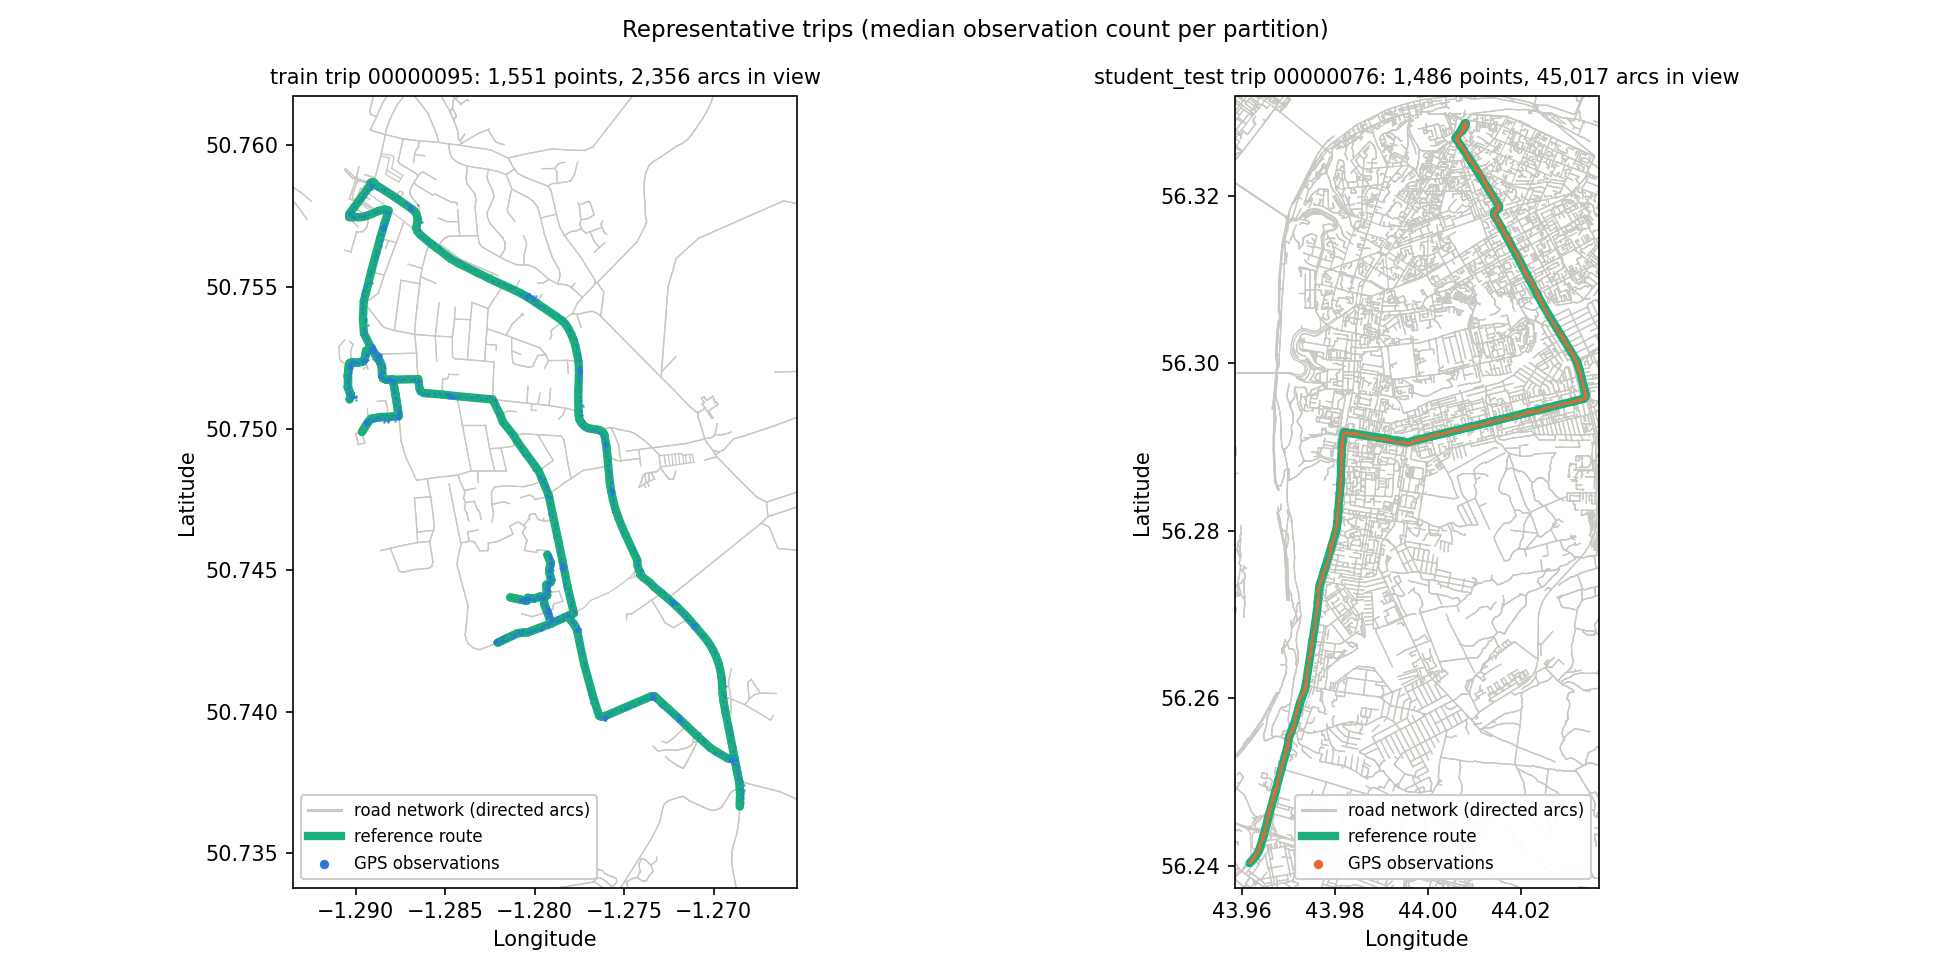 Representative trips (median observation count per partition)
train trip 00000095: 1,551 points, 2,356 arcs in view
50.760
50.755
50.750
50.745
50.740
50.735
Latitude
road network (directed arcs)
reference route
GPS observations
−1.290
−1.285
−1.280
−1.275
−1.270
Longitude
student_test trip 00000076: 1,486 points, 45,017 arcs in view
56.32
56.30
56.28
56.26
56.24
Latitude
road network (directed arcs)
reference route
GPS observations
43.96
43.98
44.00
44.02
Longitude